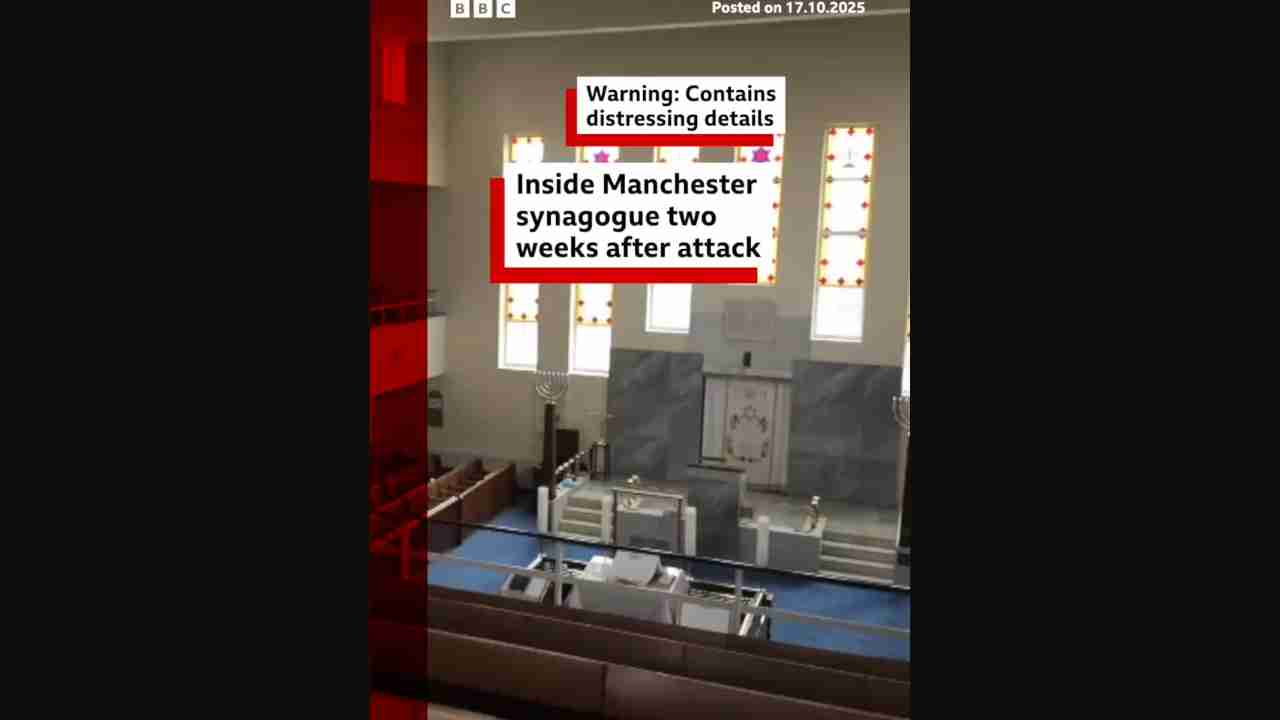 BBC
Posted on 17.10.2025
Warning: Contains
distressing details
Inside Manchester
synagogue two
weeks after attack